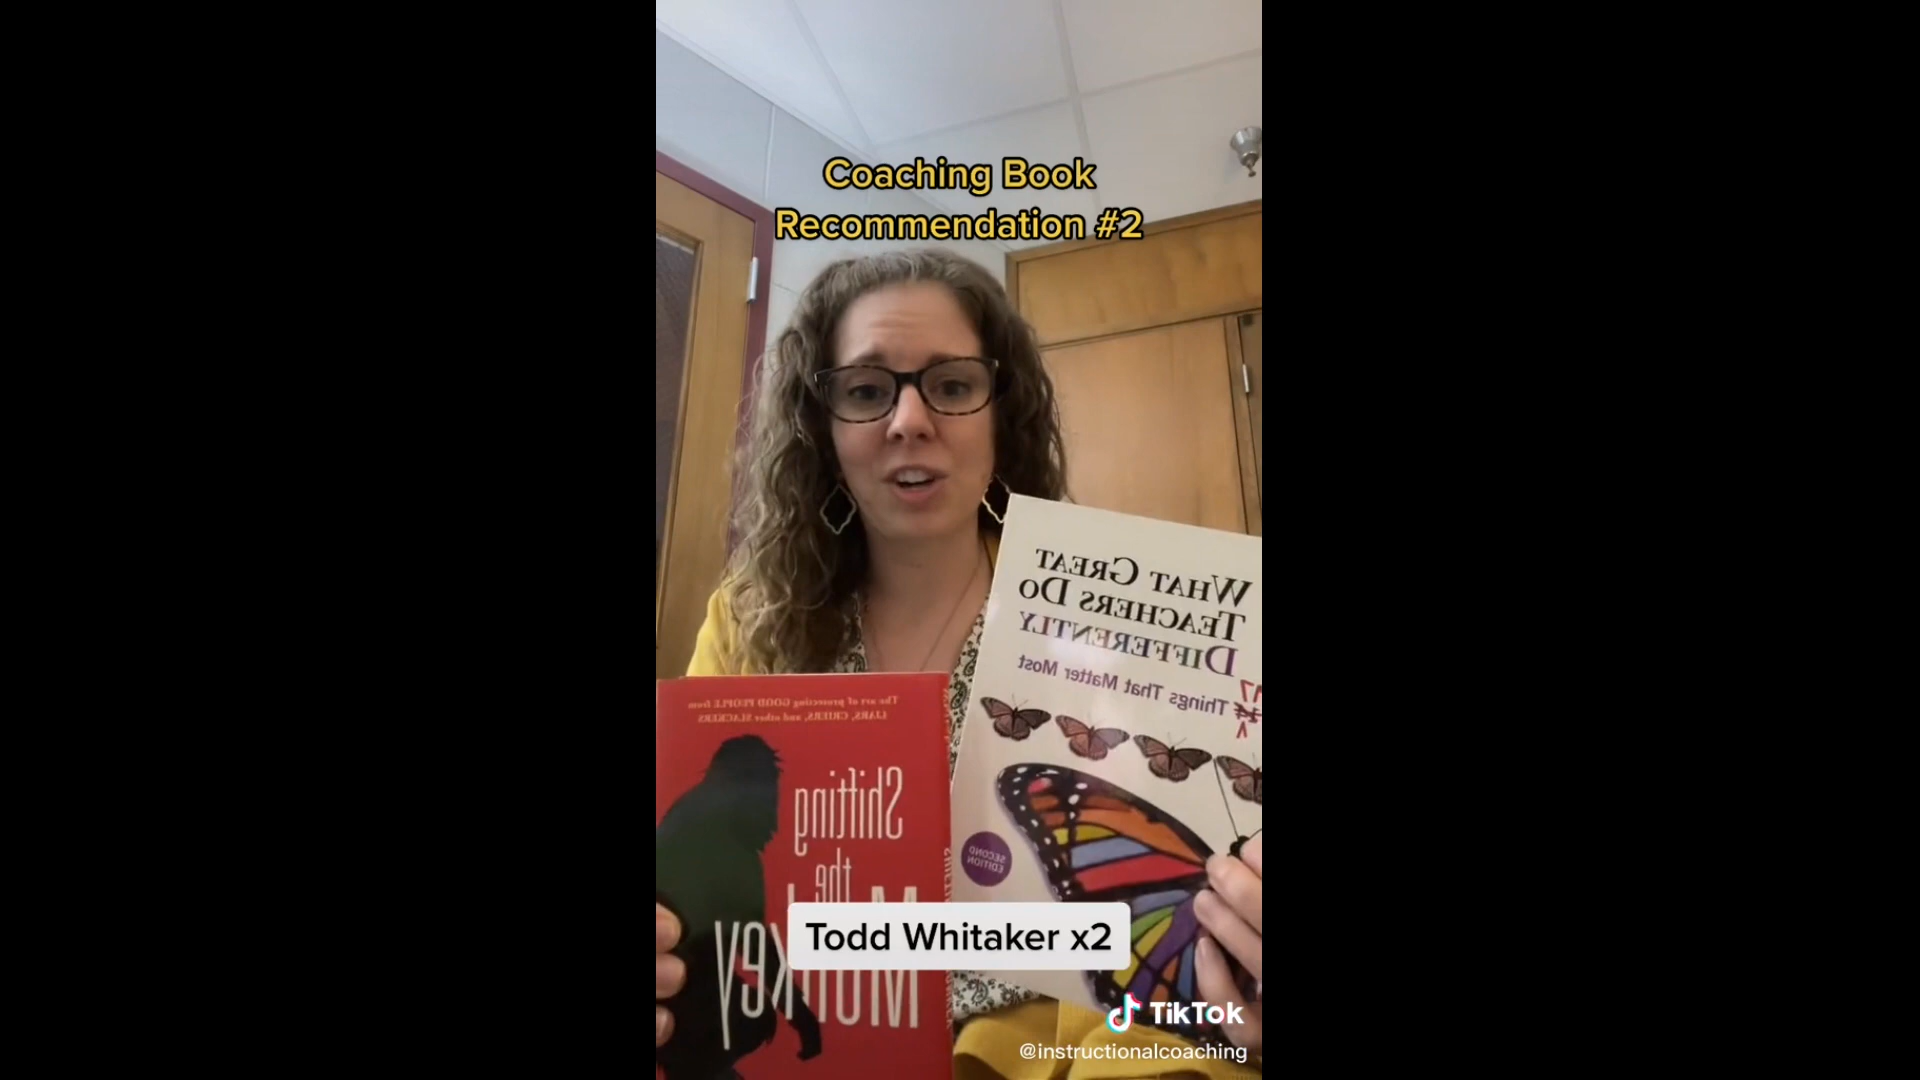 Coaching Book
Recommendation #2
WHAT GREAT
TEACHERS DO
DIFFERENTLY
17
14 Things That Matter Most
SECOND
EDITION
The art of protecting GOOD PEOPLE from
LIARS, CRIERS, and other SLACKERS
Shifting
the
Monkey
Todd Whitaker x2
TikTok
@instructionalcoaching